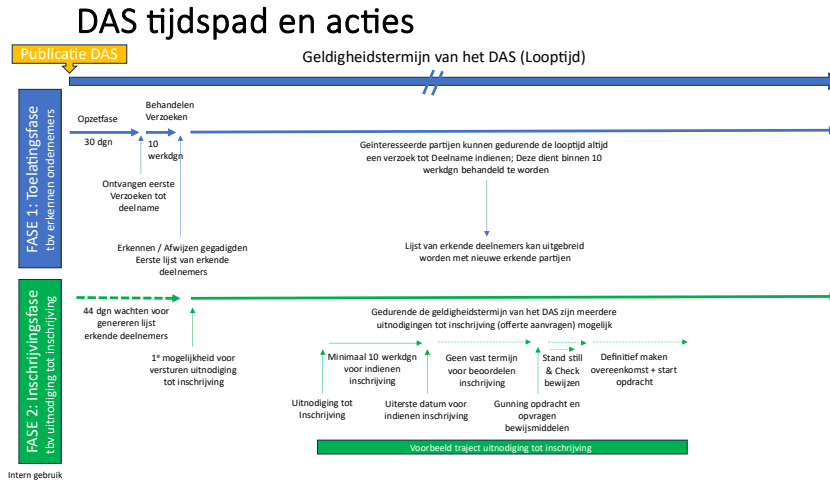 DAS tijdspad en acties
Publicatie DAS
Geldigheidstermijn van het DAS (Looptijd)
FASE 1: Toelatingsfase
tbv erkennen ondernemers
Opzetfase
30 dgn
Behandelen
Verzoeken
10
werkdgn
Ontvangen eerste
Verzoeken tot
deelname
Erkennen / Afwijzen gegadigden
Eerste lijst van erkende
deelnemers
Geïnteresseerde partijen kunnen gedurende de looptijd altijd
een verzoek tot Deelname indienen; Deze dient binnen 10
werkdgn behandeld te worden
Lijst van erkende deelnemers kan uitgebreid
worden met nieuwe erkende partijen
FASE 2: Inschrijvingsfase
tbv uitnodiging tot inschrijving
44 dgn wachten voor
genereren lijst
erkende deelnemers
1e mogelijkheid voor
versturen uitnodiging
tot inschrijving
Gedurende de geldigheidstermijn van het DAS zijn meerdere
uitnodigingen tot inschrijving (offerte aanvragen) mogelijk
Minimaal 10 werkdgn
voor indienen
inschrijving
Geen vast termijn
voor beoordelen
inschrijving
Stand still
& Check
bewijzen
Definitief maken
overeenkomst + start
opdracht
Uitnodiging tot
Inschrijving
Uiterste datum voor
indienen inschrijving
Gunning opdracht en
opvragen
bewijsmiddelen
Voorbeeld traject uitnodiging tot inschrijving
Intern gebruik